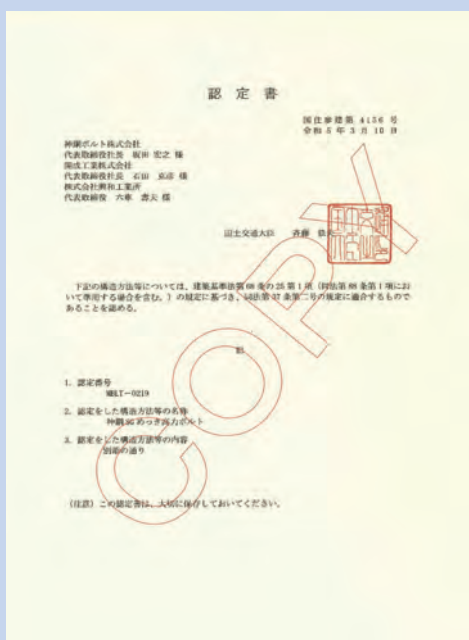 認定書
国住参建第 4156 号
令和 5 年 3 月 10 日
神鋼ボルト株式会社
代表取締役社長 坂田 宏之 様
開成工業株式会社
代表取締役社長 石田 様
株式会社興和工業所
代表取締役 六車 壽夫 様
国土交通大臣 斉藤
下記の構造方法等については、建築基準法第 68 条の 25 第 1 項（同法第 88 条第 1 項にお
いて準用する場合を含む。）の規定に基づき、同法第 37 条第二号の規定に適合するもので
あることを認める。
記
1. 認定番号
MBLT－0219
2. 認定をした構造方法等の名称
神鋼 めっき高力ボルト
3. 認定をした構造方法等の内容
別添の通り
（注意）この認定書は、大切に保存しておいてください。
COPY